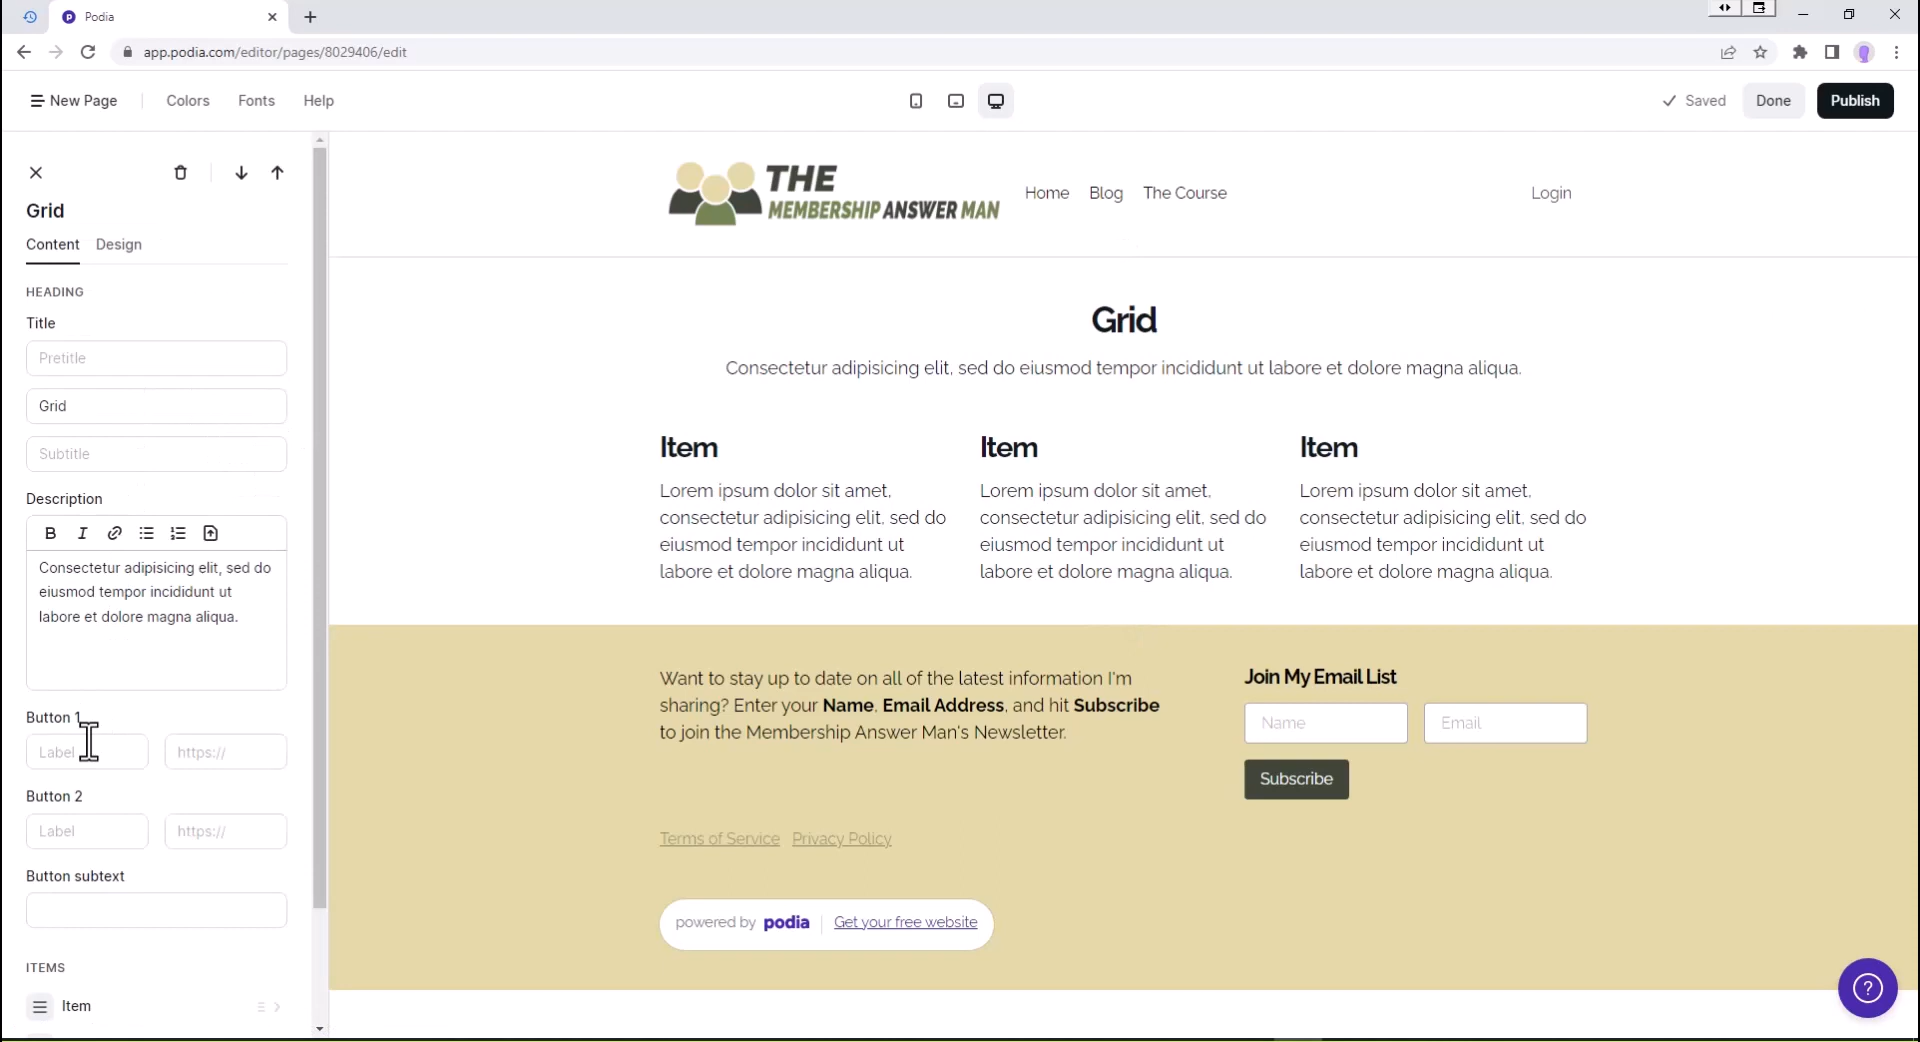 Podia
app.podia.com/editor/pages/8029406/edit
New Page
Colors
Fonts
Help
Saved
Done
Publish
Grid
Content
Design
HEADING
Title
Pretitle
Grid
Subtitle
Description
B I
Consectetur adipisicing elit, sed do
eiusmod tempor incididunt ut
labore et dolore magna aliqua.
Button 1
Label
https://
Button 2
Label
https://
Button subtext
ITEMS
Item
THE
MEMBERSHIP ANSWER MAN
Home
Blog
The Course
Login
Grid
Consectetur adipisicing elit, sed do eiusmod tempor incididunt ut labore et dolore magna aliqua.
Item
Lorem ipsum dolor sit amet,
consectetur adipisicing elit, sed do
eiusmod tempor incididunt ut
labore et dolore magna aliqua.
Item
Lorem ipsum dolor sit amet,
consectetur adipisicing elit, sed do
eiusmod tempor incididunt ut
labore et dolore magna aliqua.
Item
Lorem ipsum dolor sit amet,
consectetur adipisicing elit, sed do
eiusmod tempor incididunt ut
labore et dolore magna aliqua.
Want to stay up to date on all of the latest information I'm
sharing? Enter your Name, Email Address, and hit Subscribe
to join the Membership Answer Man's Newsletter.
Join My Email List
Name
Email
Subscribe
Terms of Service
Privacy Policy
powered by podia
Get your free website
?